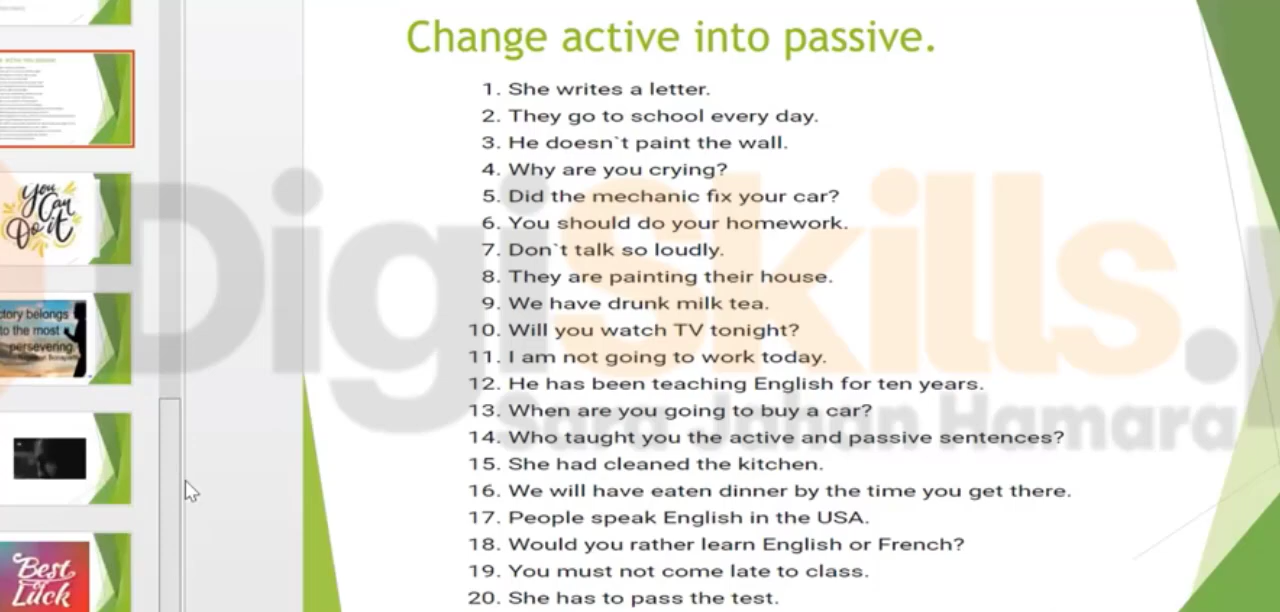 Change active into passive.
1. She writes a letter.
2. They go to school every day.
3. He doesn`t paint the wall.
4. Why are you crying?
5. Did the mechanic fix your car?
6. You should do your homework.
7. Don`t talk so loudly.
8. They are painting their house.
9. We have drunk milk tea.
10. Will you watch TV tonight?
11. I am not going to work today.
12. He has been teaching English for ten years.
13. When are you going to buy a car?
14. Who taught you the active and passive sentences?
15. She had cleaned the kitchen.
16. We will have eaten dinner by the time you get there.
17. People speak English in the USA.
18. Would you rather learn English or French?
19. You must not come late to class.
20. She has to pass the test.
DigiSkills.
Sara Jahan Hamara
You
Can
Do it
ctory belongs
to the most
persevering.
Best
of
Luck